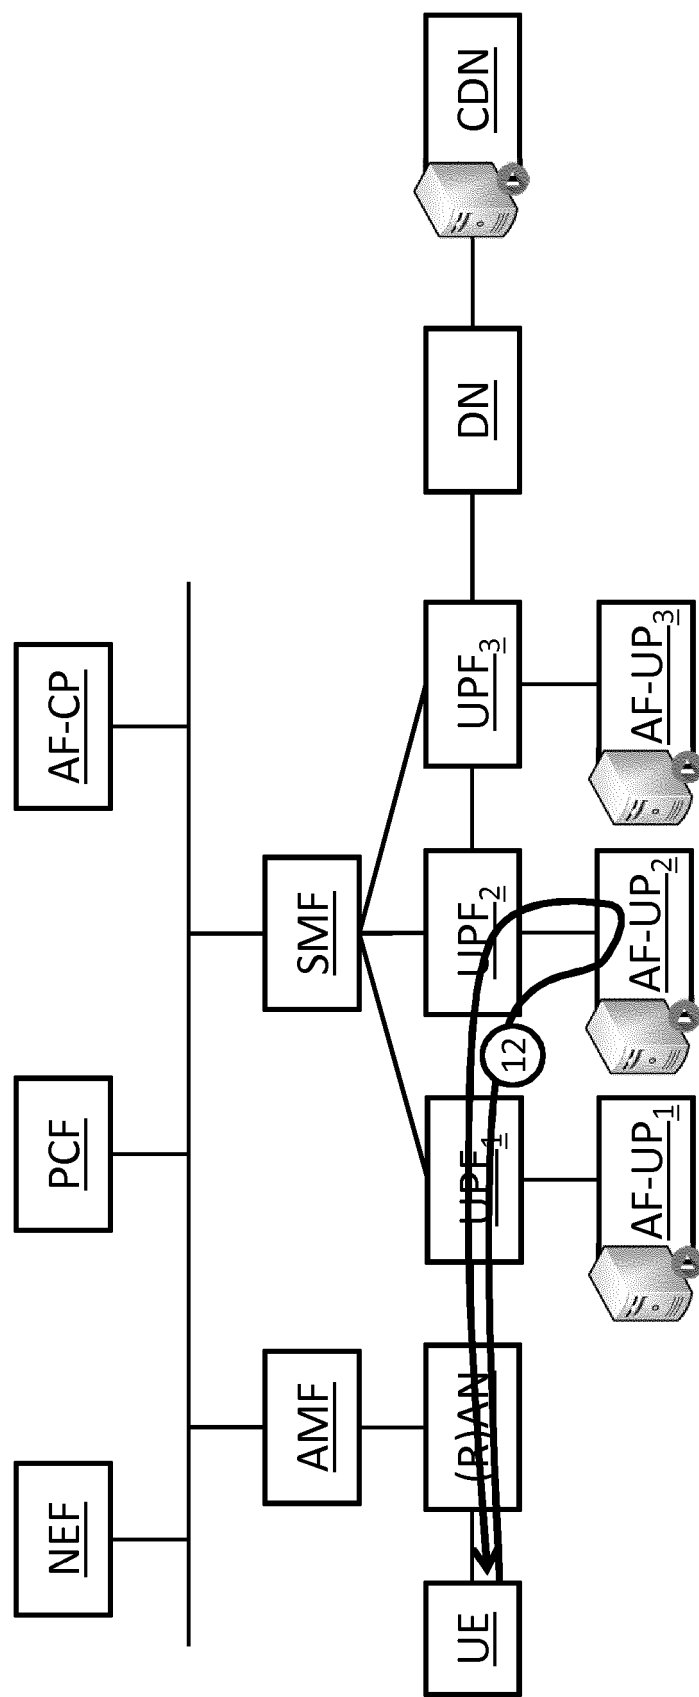 NEF
PCF
AF-CP
AMF
SMF
UE
(R)AN
UPF1
UPF2
UPF3
DN
CDN
12
AF-UP1
AF-UP2
AF-UP3